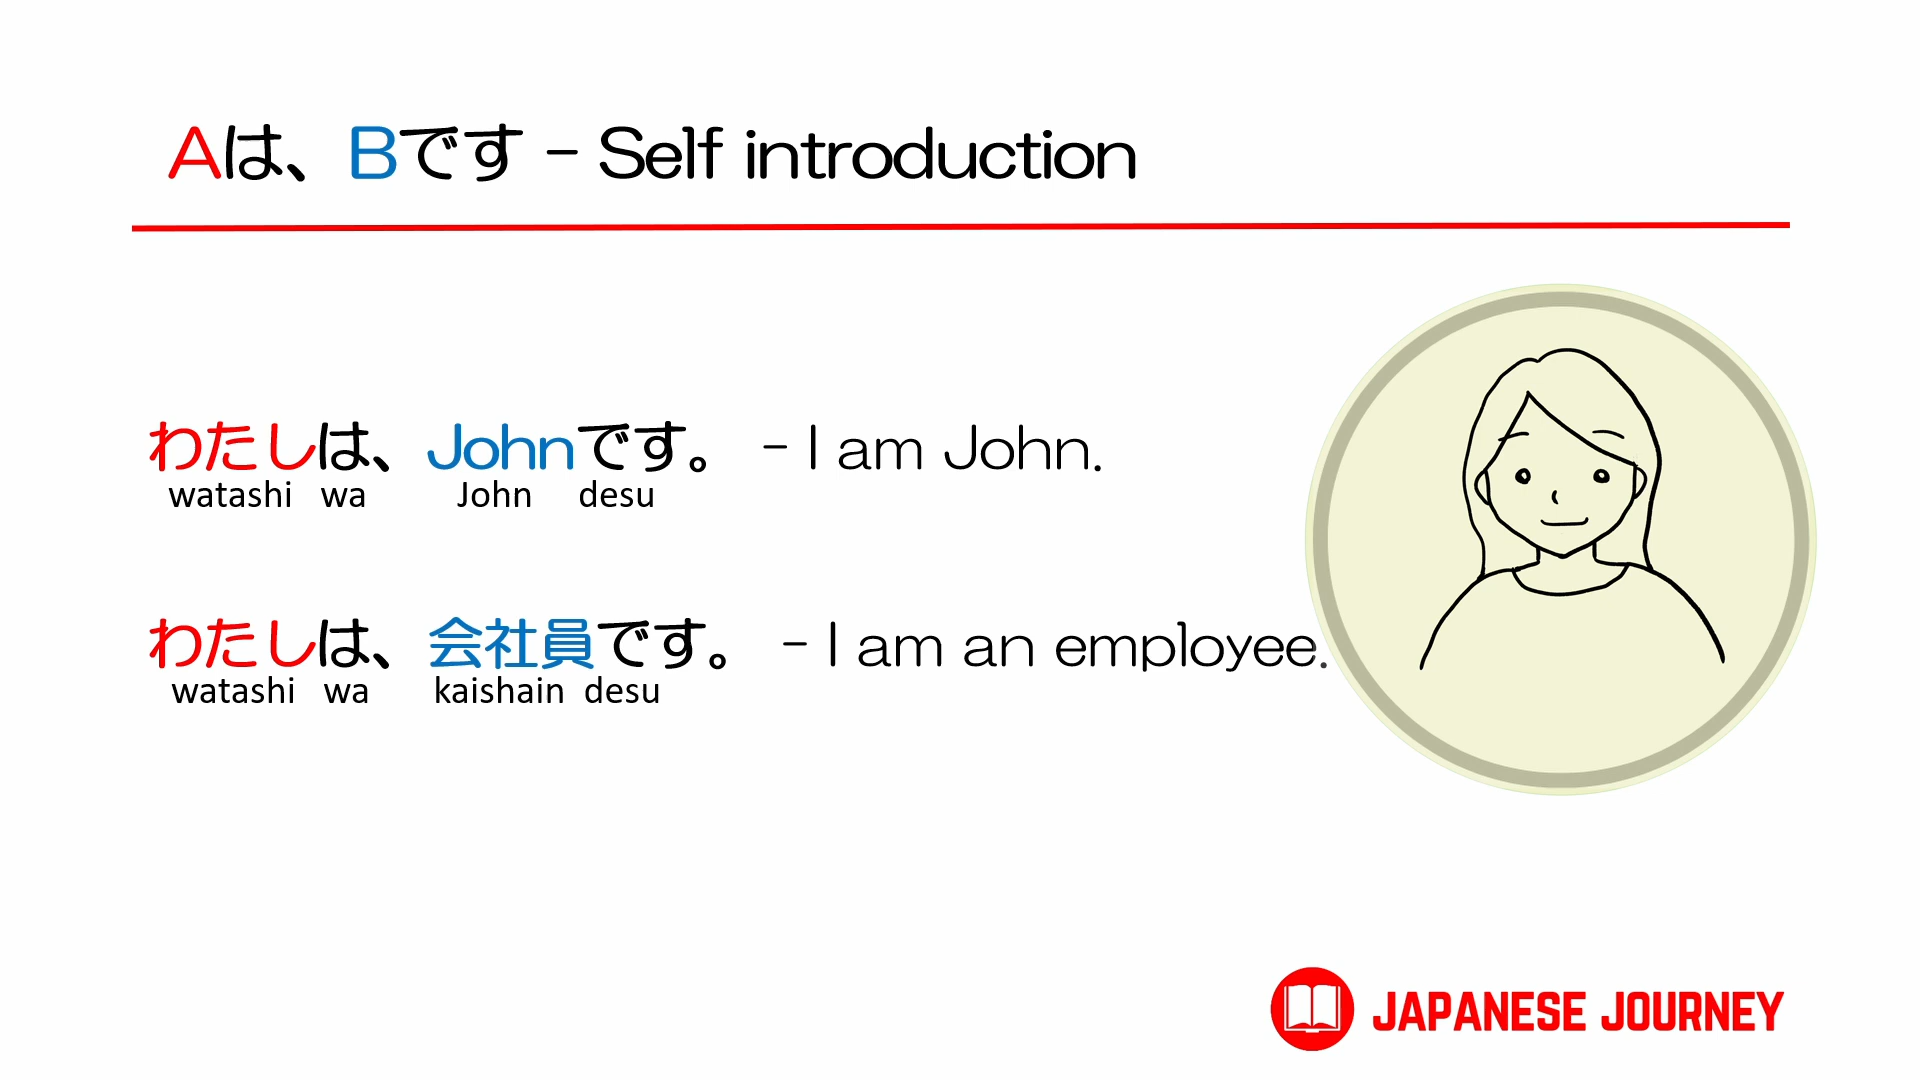 Aは、Bです - Self introduction
わたしは、Johnです。 - I am John.
watashi wa John desu
わたしは、会社員です。 - I am an employee.
watashi wa kaishain desu
JAPANESE JOURNEY